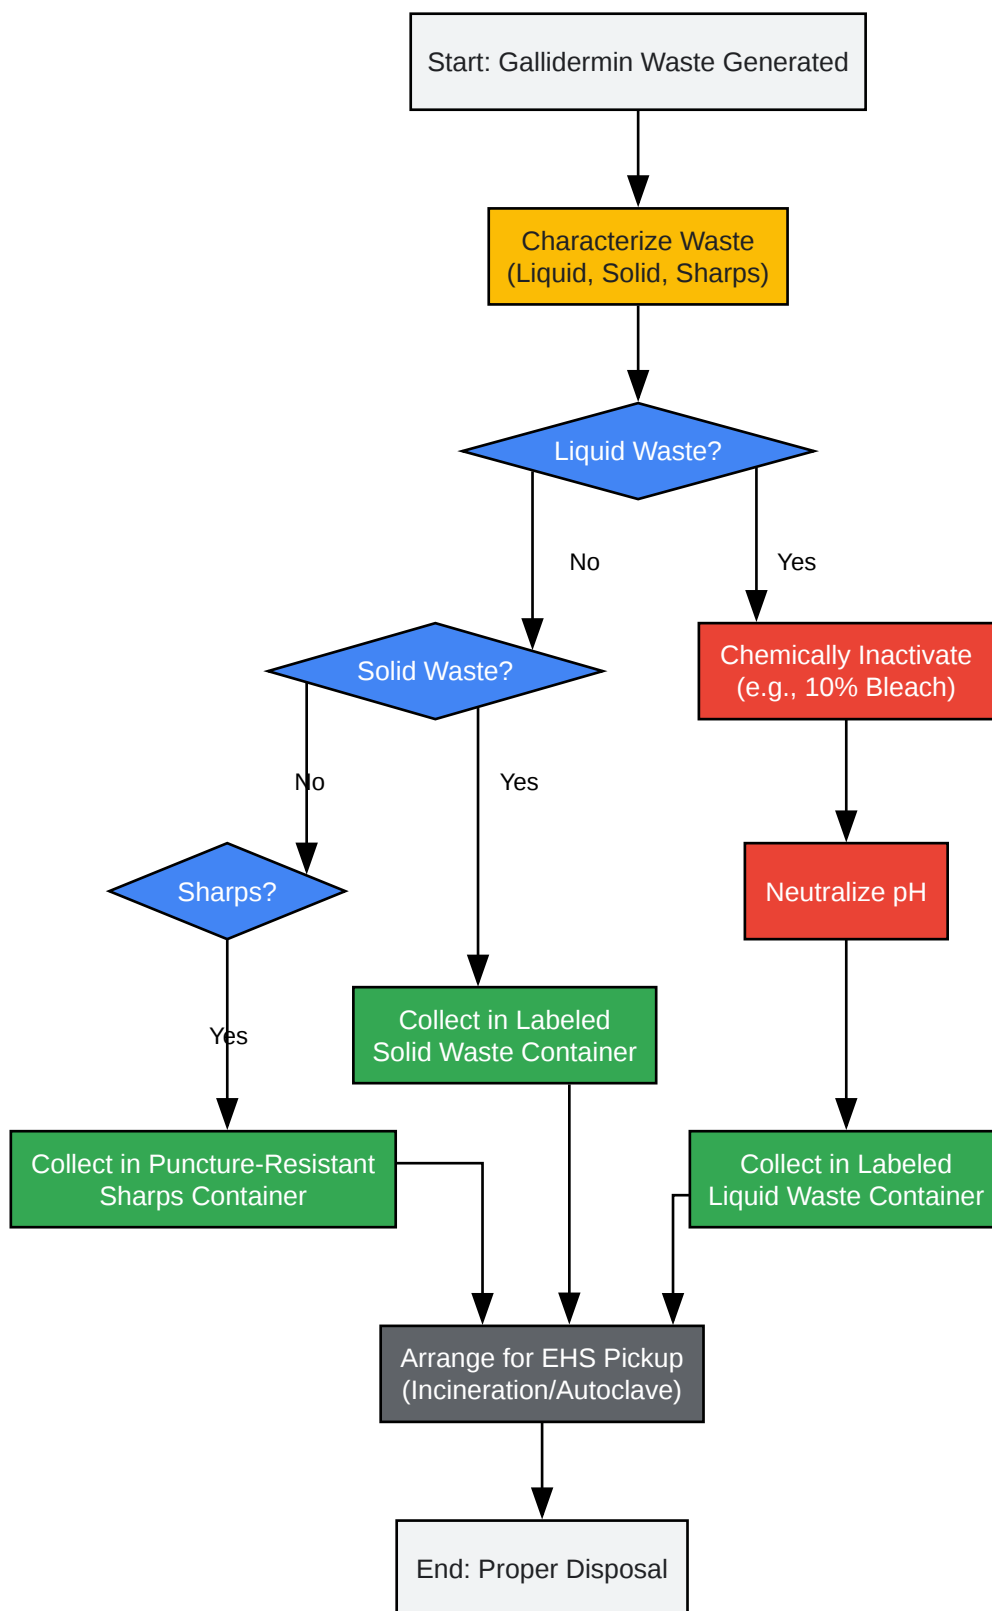 Start: Gallidermin Waste Generated
Characterize Waste
(Liquid, Solid, Sharps)
Liquid Waste?
No
Yes
Solid Waste?
Chemically Inactivate
(e.g., 10% Bleach)
No
Yes
Sharps?
Neutralize pH
Collect in Labeled
Solid Waste Container
Yes
Collect in Puncture-Resistant
Sharps Container
Collect in Labeled
Liquid Waste Container
Arrange for EHS Pickup
(Incineration/Autoclave)
End: Proper Disposal